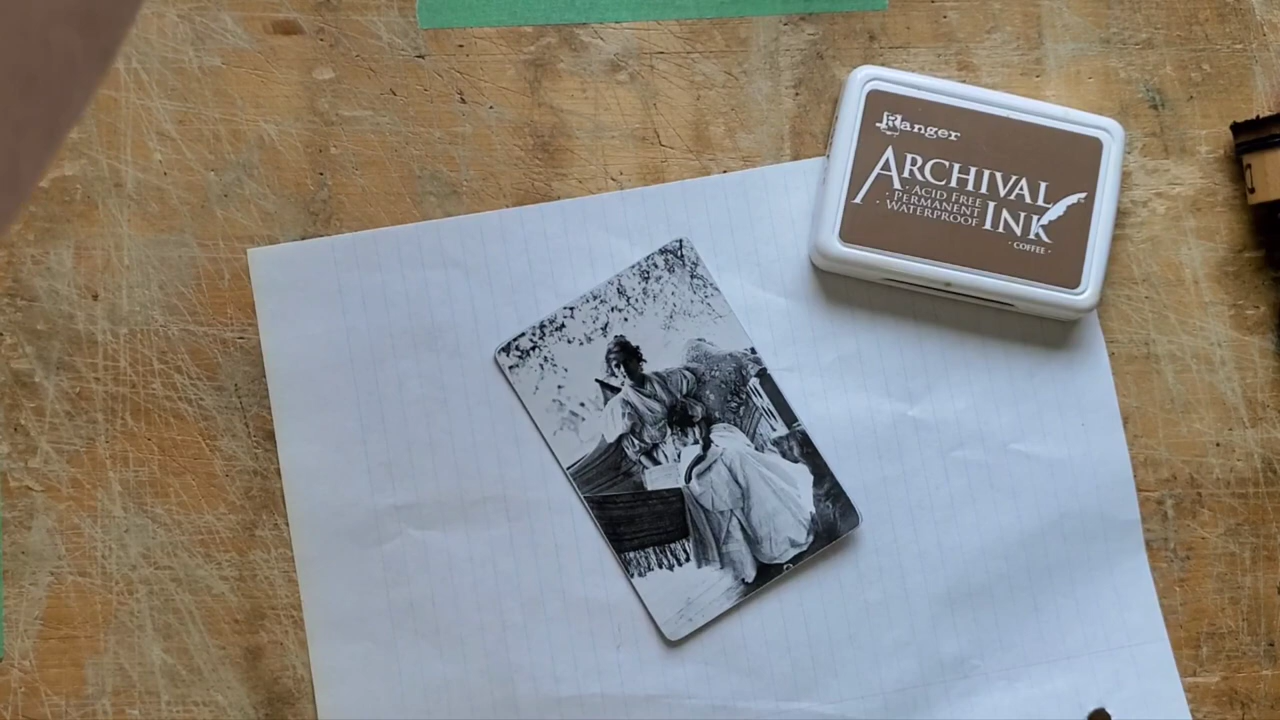 Ranger
ARCHIVAL
· ACID FREE
· PERMANENT
· WATERPROOF
INK
· COFFEE ·